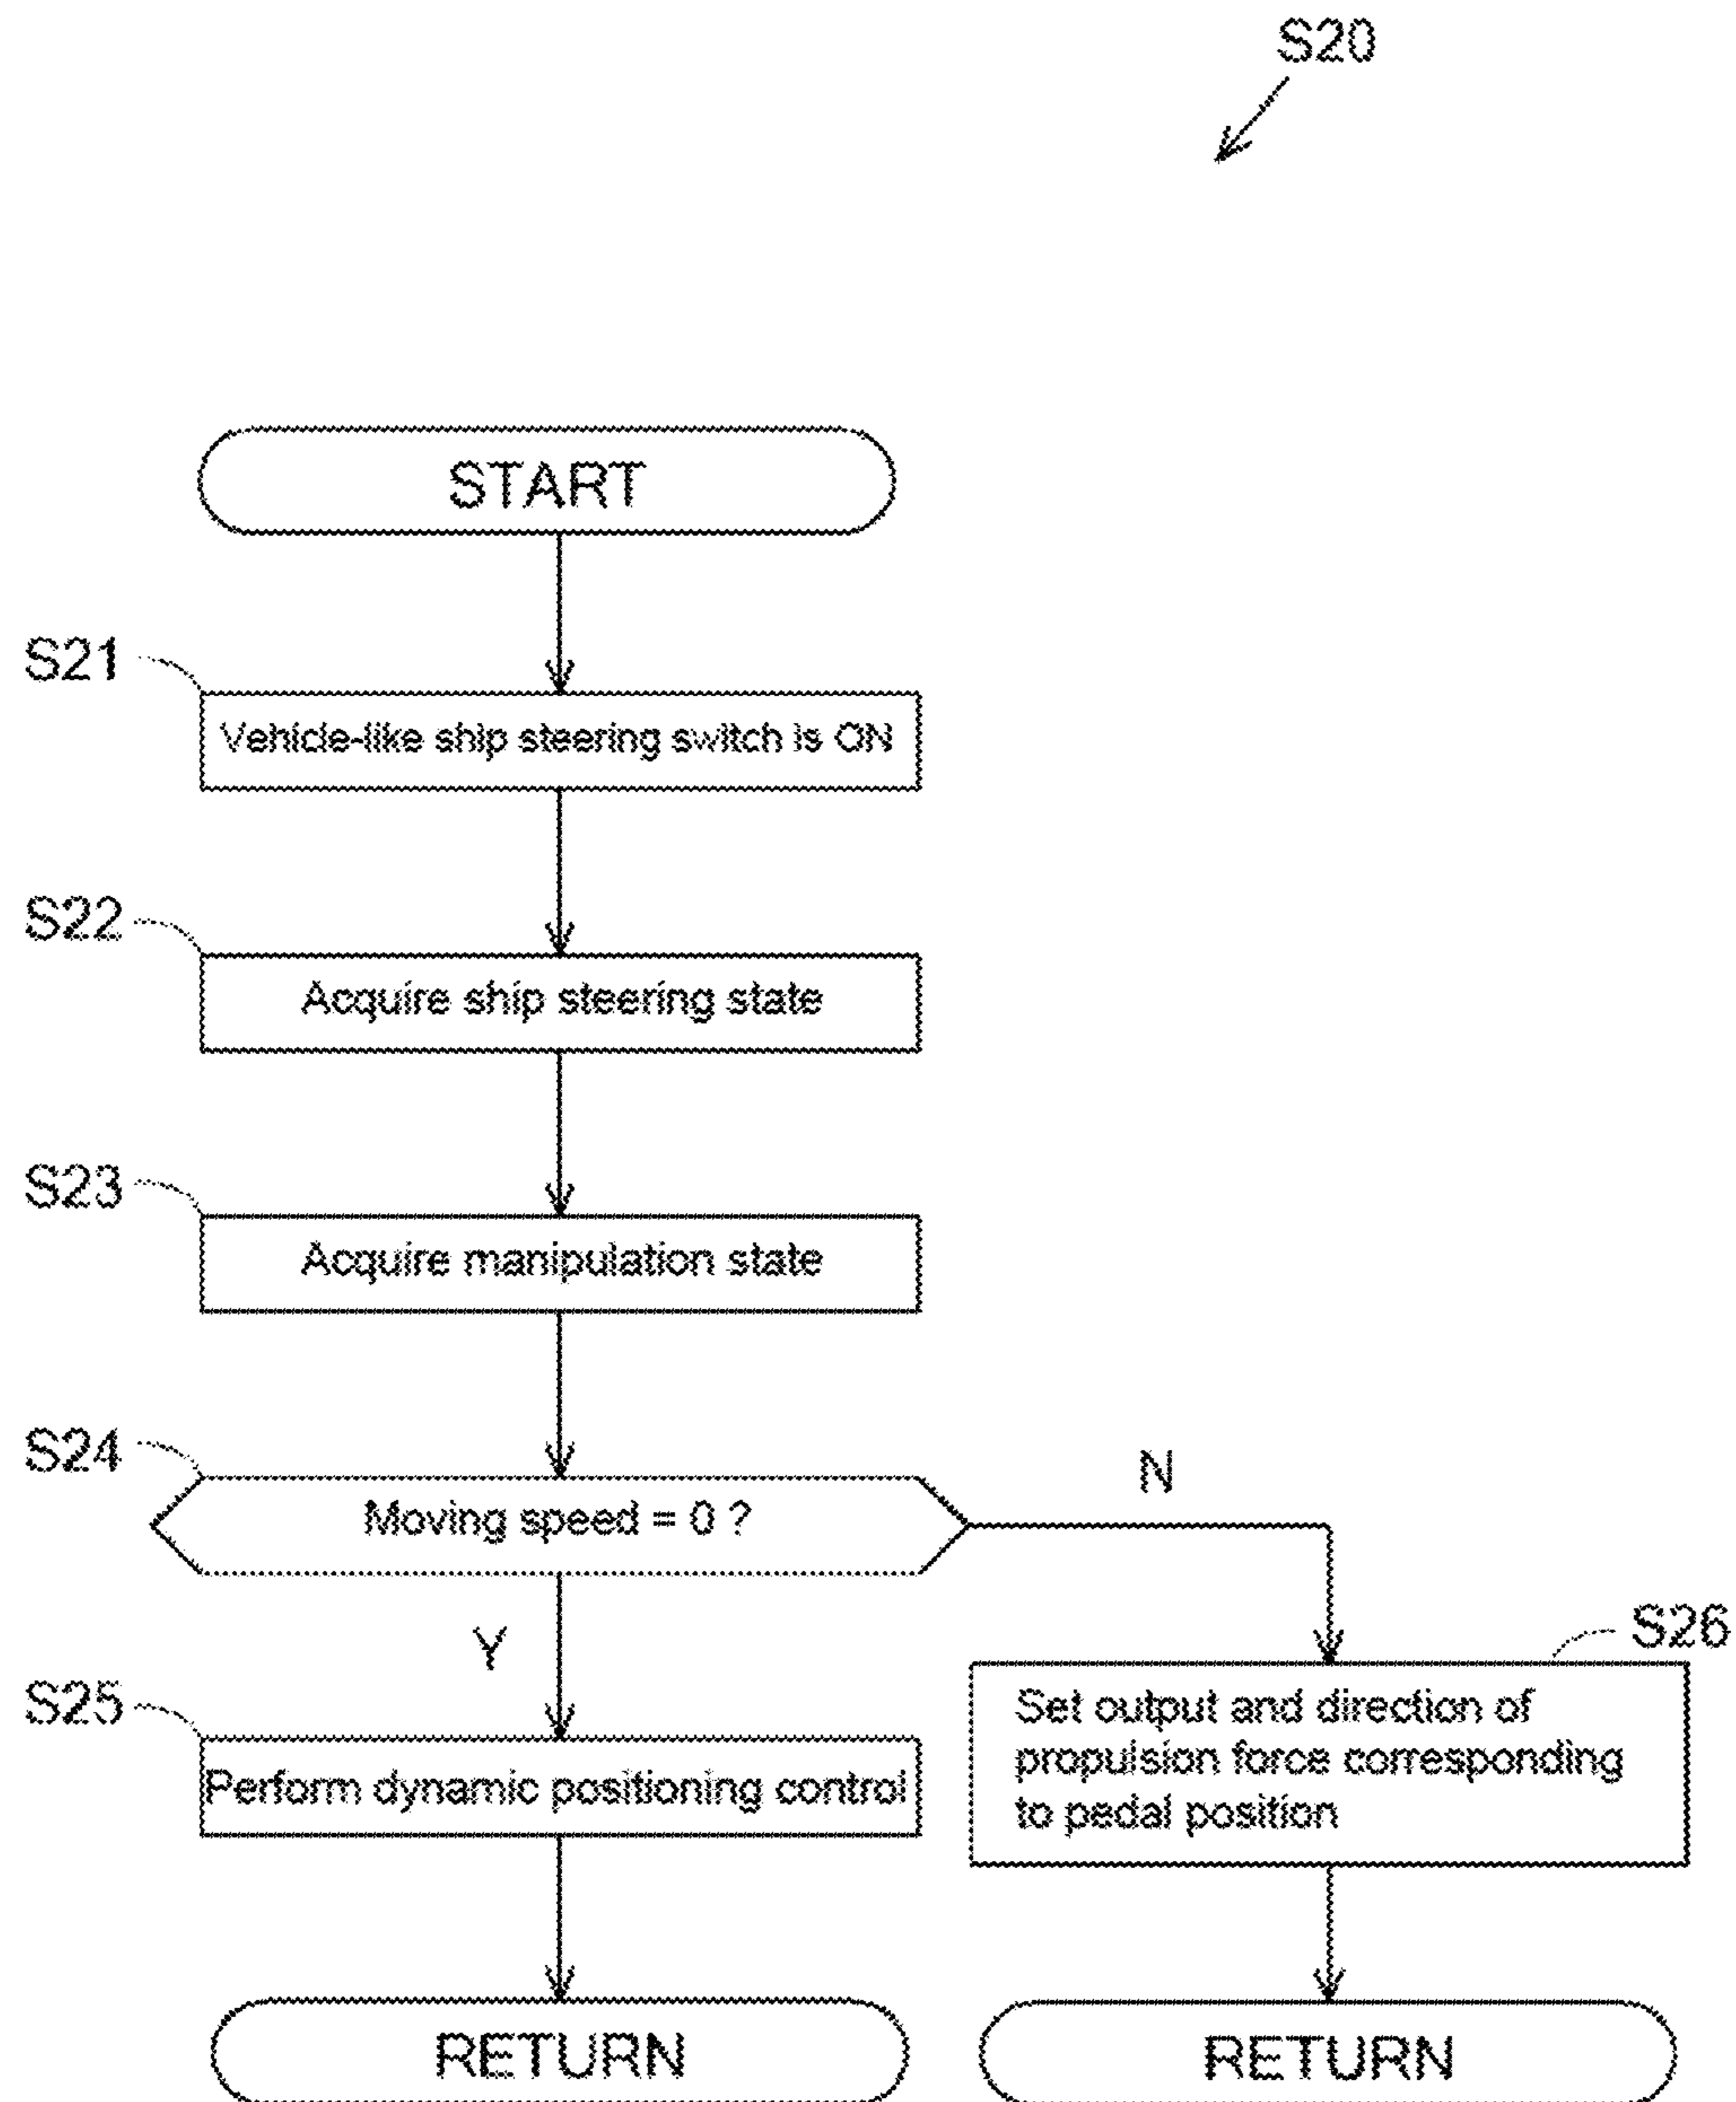 S20
START
S21
Vehicle-like ship steering switch is ON
S22
Acquire ship steering state
S23
Acquire manipulation state
S24
Moving speed = 0 ?
N
Y
S25
Perform dynamic positioning control
S26
Set output and direction of
propulsion force corresponding
to pedal position
RETURN
RETURN